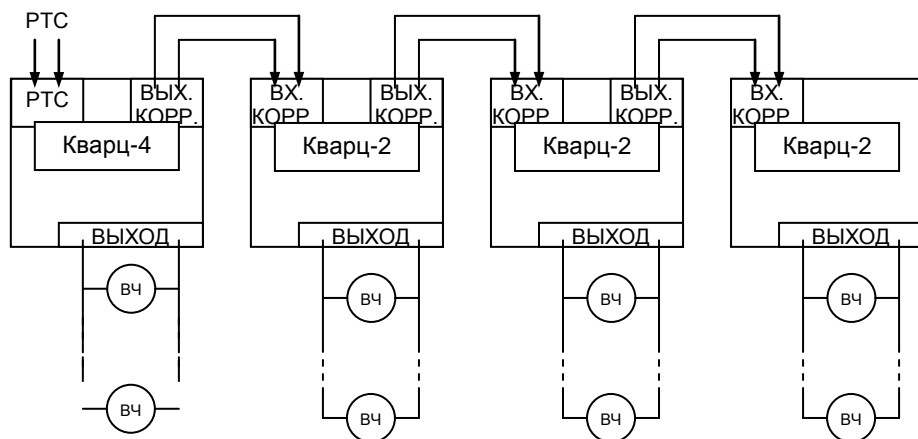 РТС
РТС
ВЫХ.
КОРР.
Кварц-4
ВЫХОД
ВЧ
ВЧ
ВХ.
КОРР.
ВЫХ.
КОРР.
Кварц-2
ВЫХОД
ВЧ
ВЧ
ВХ.
КОРР.
ВЫХ.
КОРР.
Кварц-2
ВЫХОД
ВЧ
ВЧ
ВХ.
КОРР.
Кварц-2
ВЫХОД
ВЧ
ВЧ